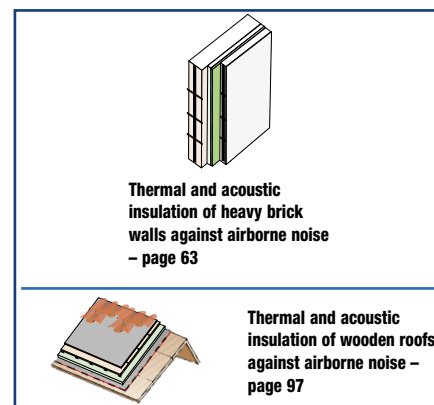 Thermal and acoustic
insulation of heavy brick
walls against airborne noise
– page 63
Thermal and acoustic
insulation of wooden roofs
against airborne noise –
page 97